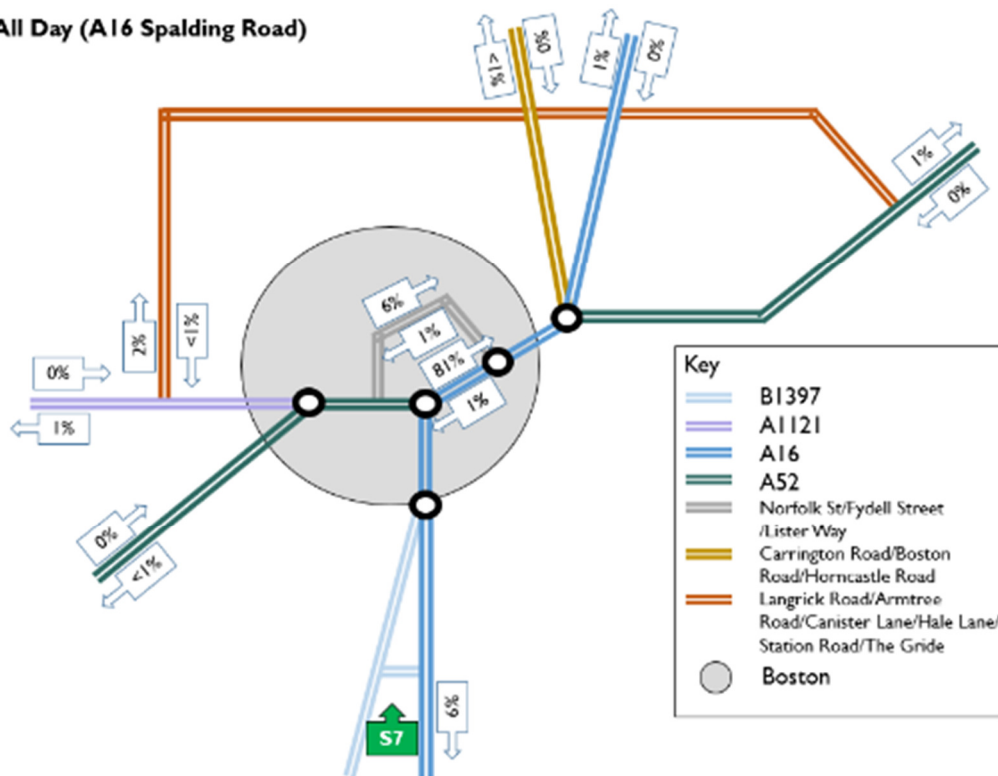 All Day (A16 Spalding Road)
<1%
0%
1%
0%
1%
0%
6%
1%
81%
1%
2%
<1%
0%
1%
0%
<1%
6%
S7
Key
B1397
A1121
A16
A52
Norfolk St/Fydell Street
/Lister Way
Carrington Road/Boston
Road/Horncastle Road
Langrick Road/Armtree
Road/Canister Lane/Hale Lane/
Station Road/The Gride
Boston